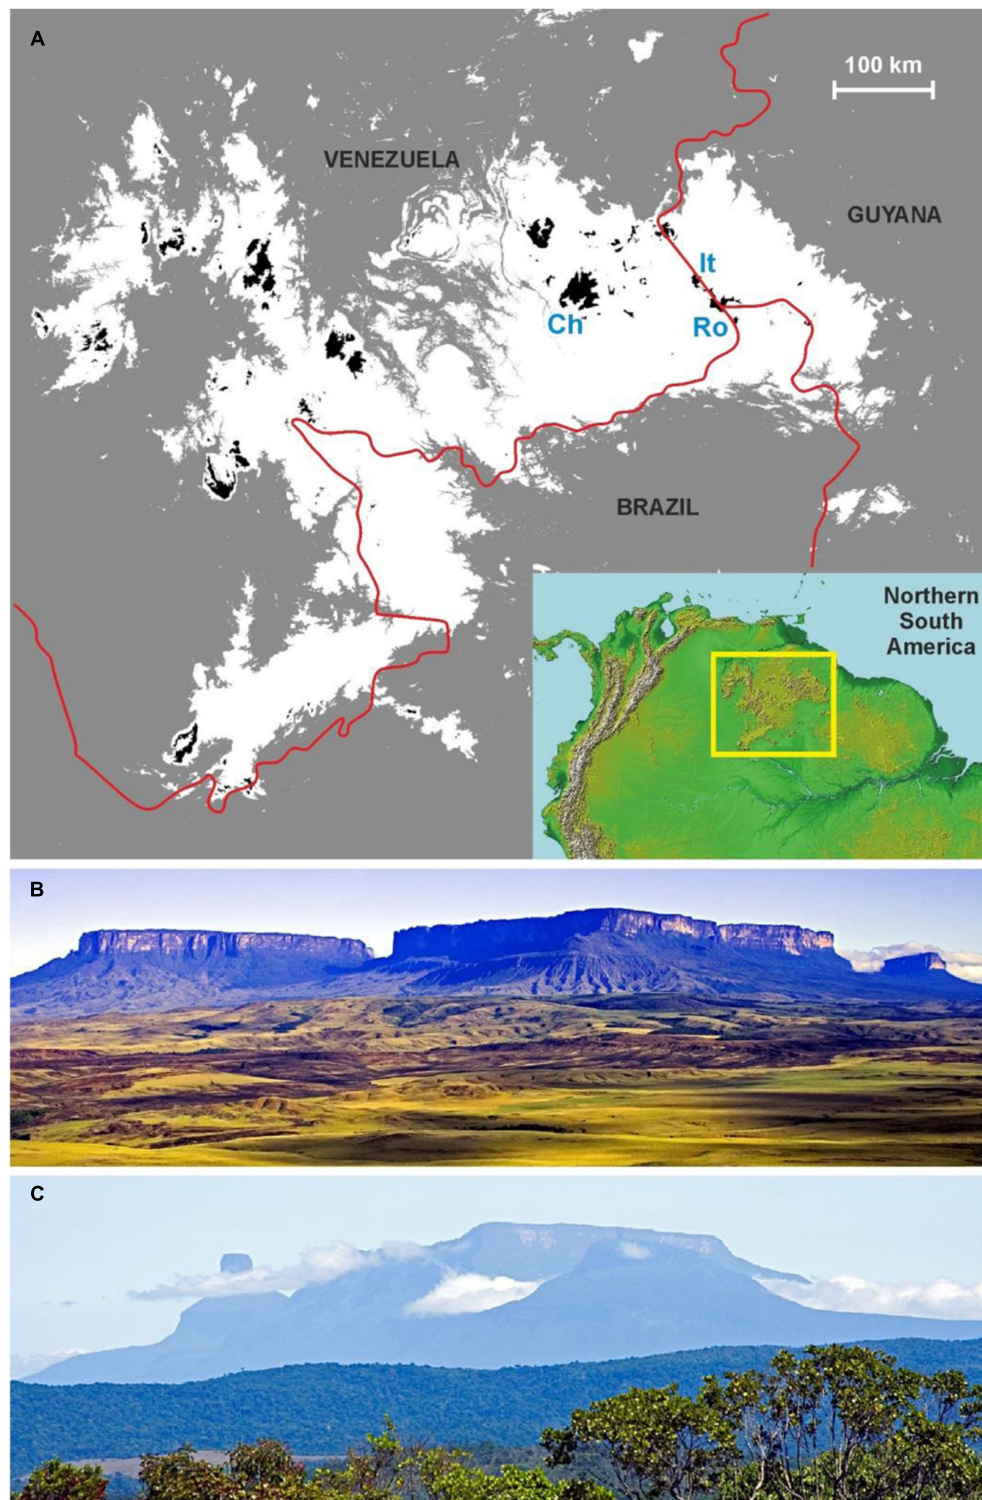 A
100 km
VENEZUELA
GUYANA
It
Ch
Ro
BRAZIL
Northern
South
America
B
C